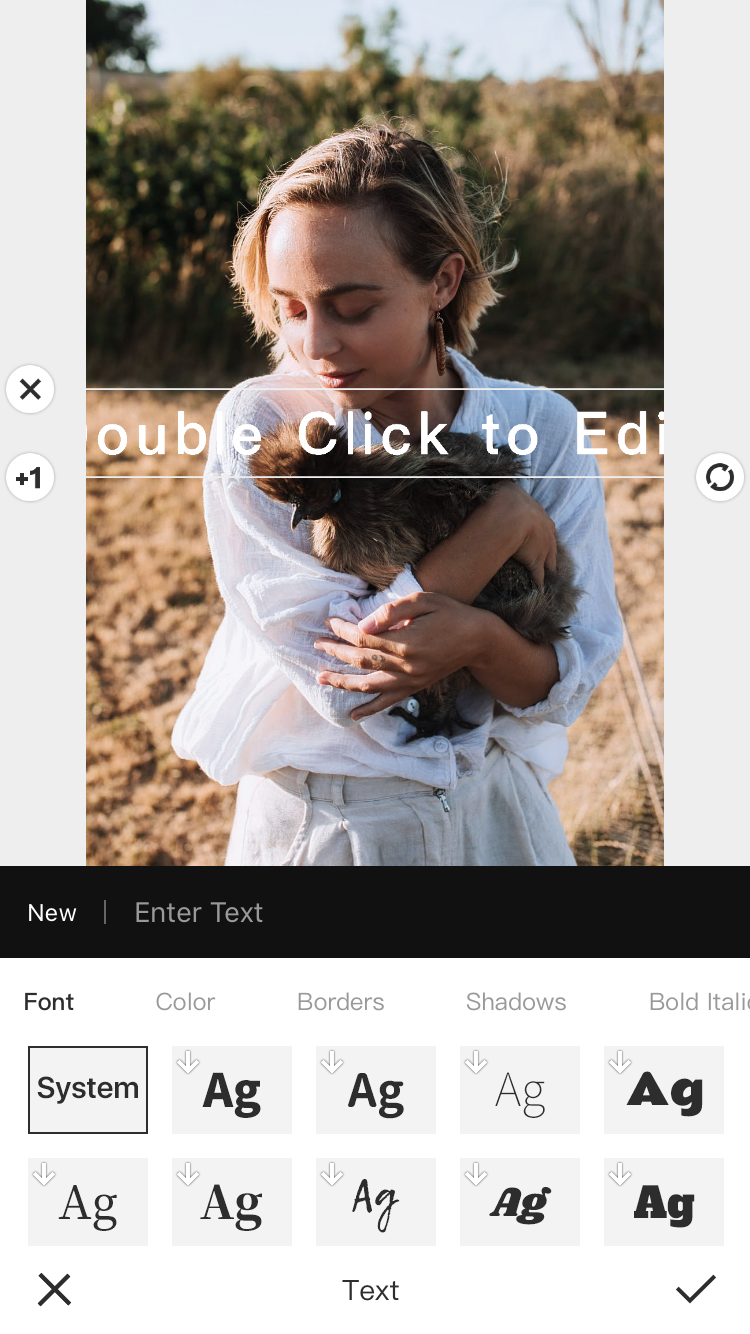 ouble Click to Edi
+1
New | Enter Text
Font Color Borders Shadows Bold Itali
System Ag Ag Ag Ag
Ag Ag Ag Ag Ag
Text